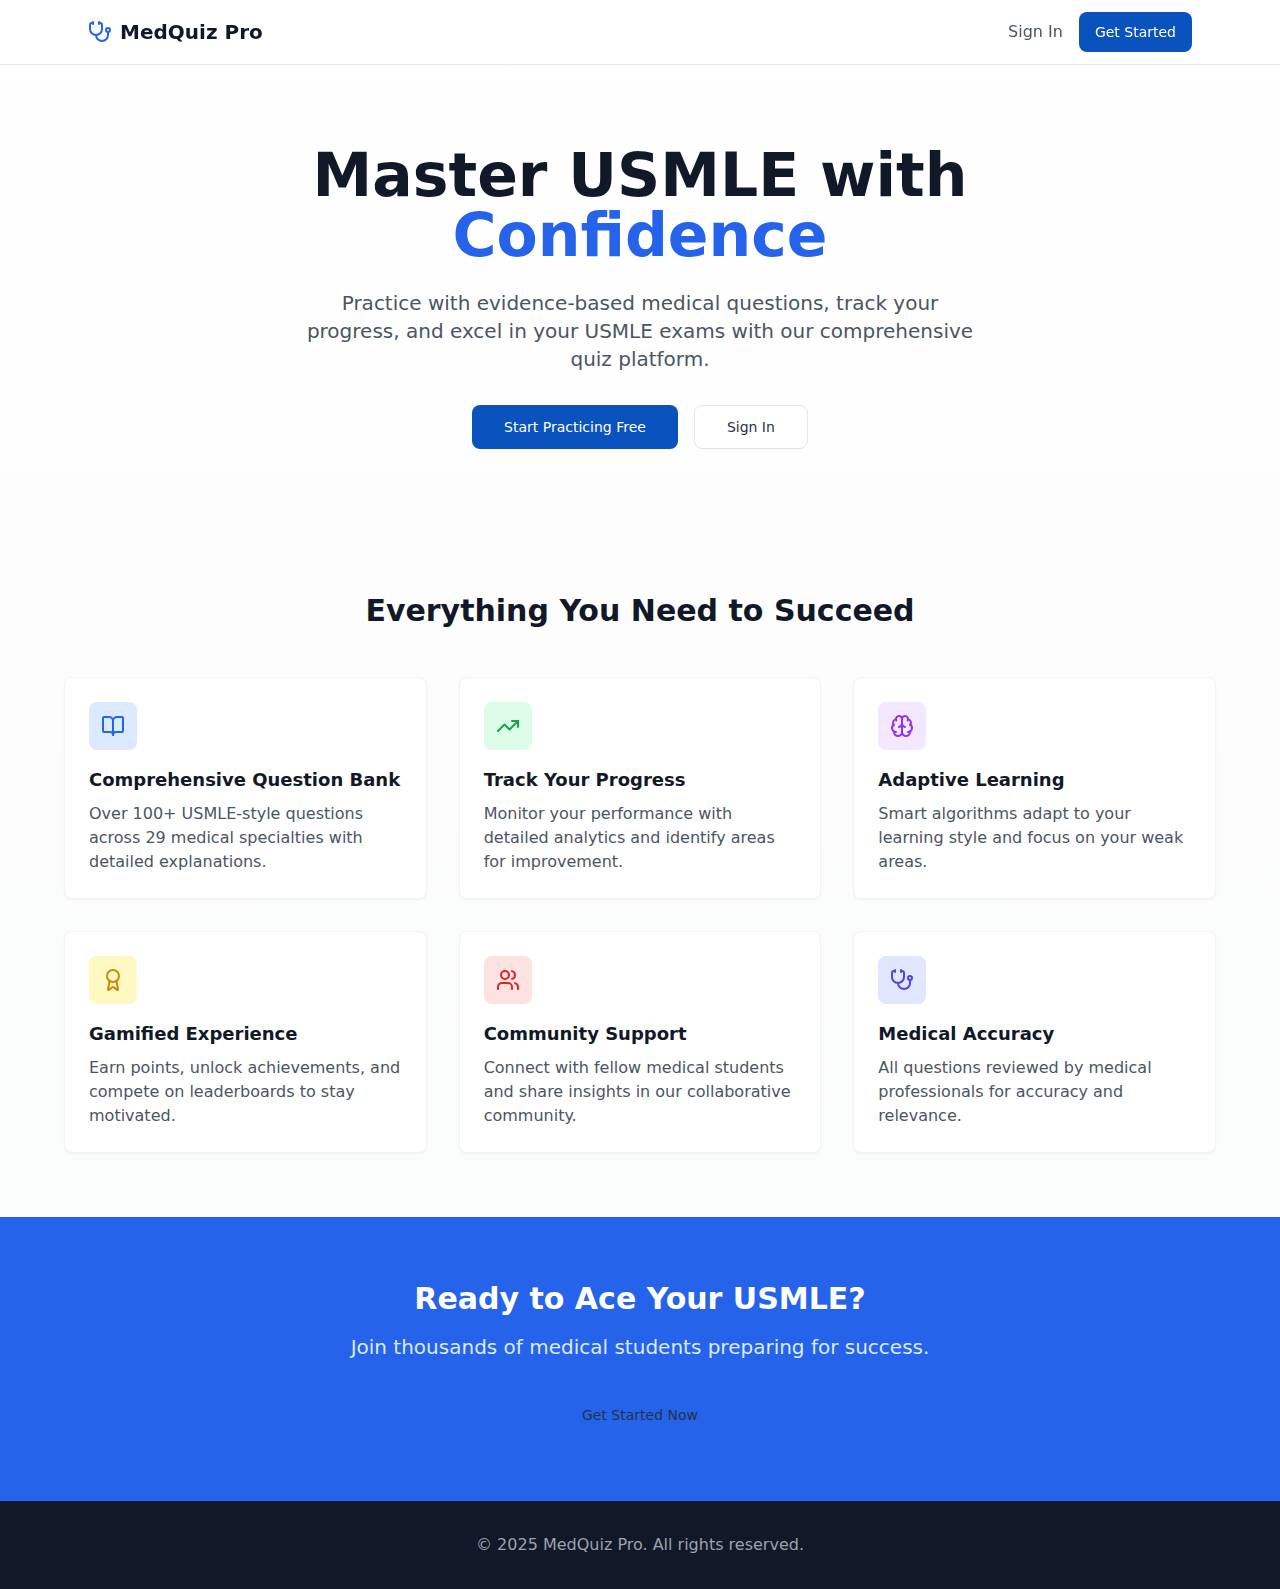 MedQuiz Pro
Sign In
Get Started
Master USMLE with
Confidence
Practice with evidence-based medical questions, track your
progress, and excel in your USMLE exams with our comprehensive
quiz platform.
Start Practicing Free
Sign In
Everything You Need to Succeed
Comprehensive Question Bank
Over 100+ USMLE-style questions
across 29 medical specialties with
detailed explanations.
Track Your Progress
Monitor your performance with
detailed analytics and identify areas
for improvement.
Adaptive Learning
Smart algorithms adapt to your
learning style and focus on your weak
areas.
Gamified Experience
Earn points, unlock achievements, and
compete on leaderboards to stay
motivated.
Community Support
Connect with fellow medical students
and share insights in our collaborative
community.
Medical Accuracy
All questions reviewed by medical
professionals for accuracy and
relevance.
Ready to Ace Your USMLE?
Join thousands of medical students preparing for success.
Get Started Now
© 2025 MedQuiz Pro. All rights reserved.